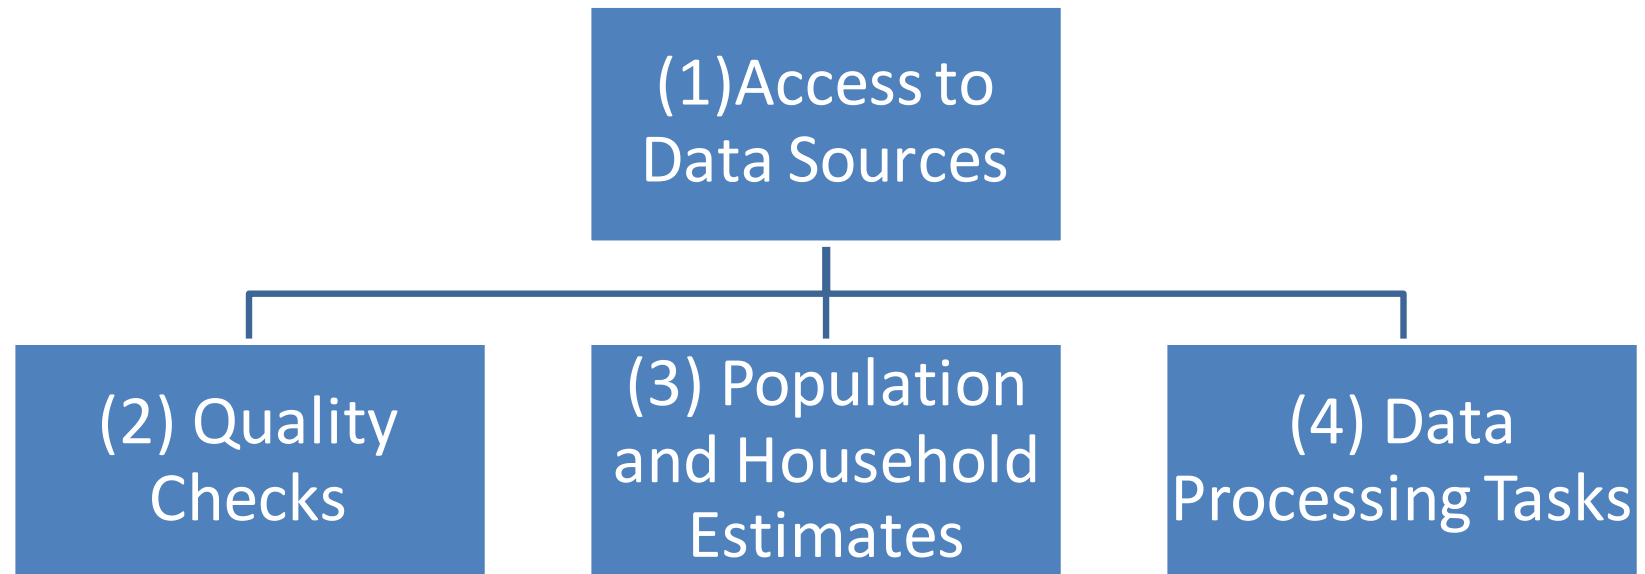 (1)Access to
Data Sources
(2) Quality
Checks
(3) Population
and Household
Estimates
(4) Data
Processing Tasks